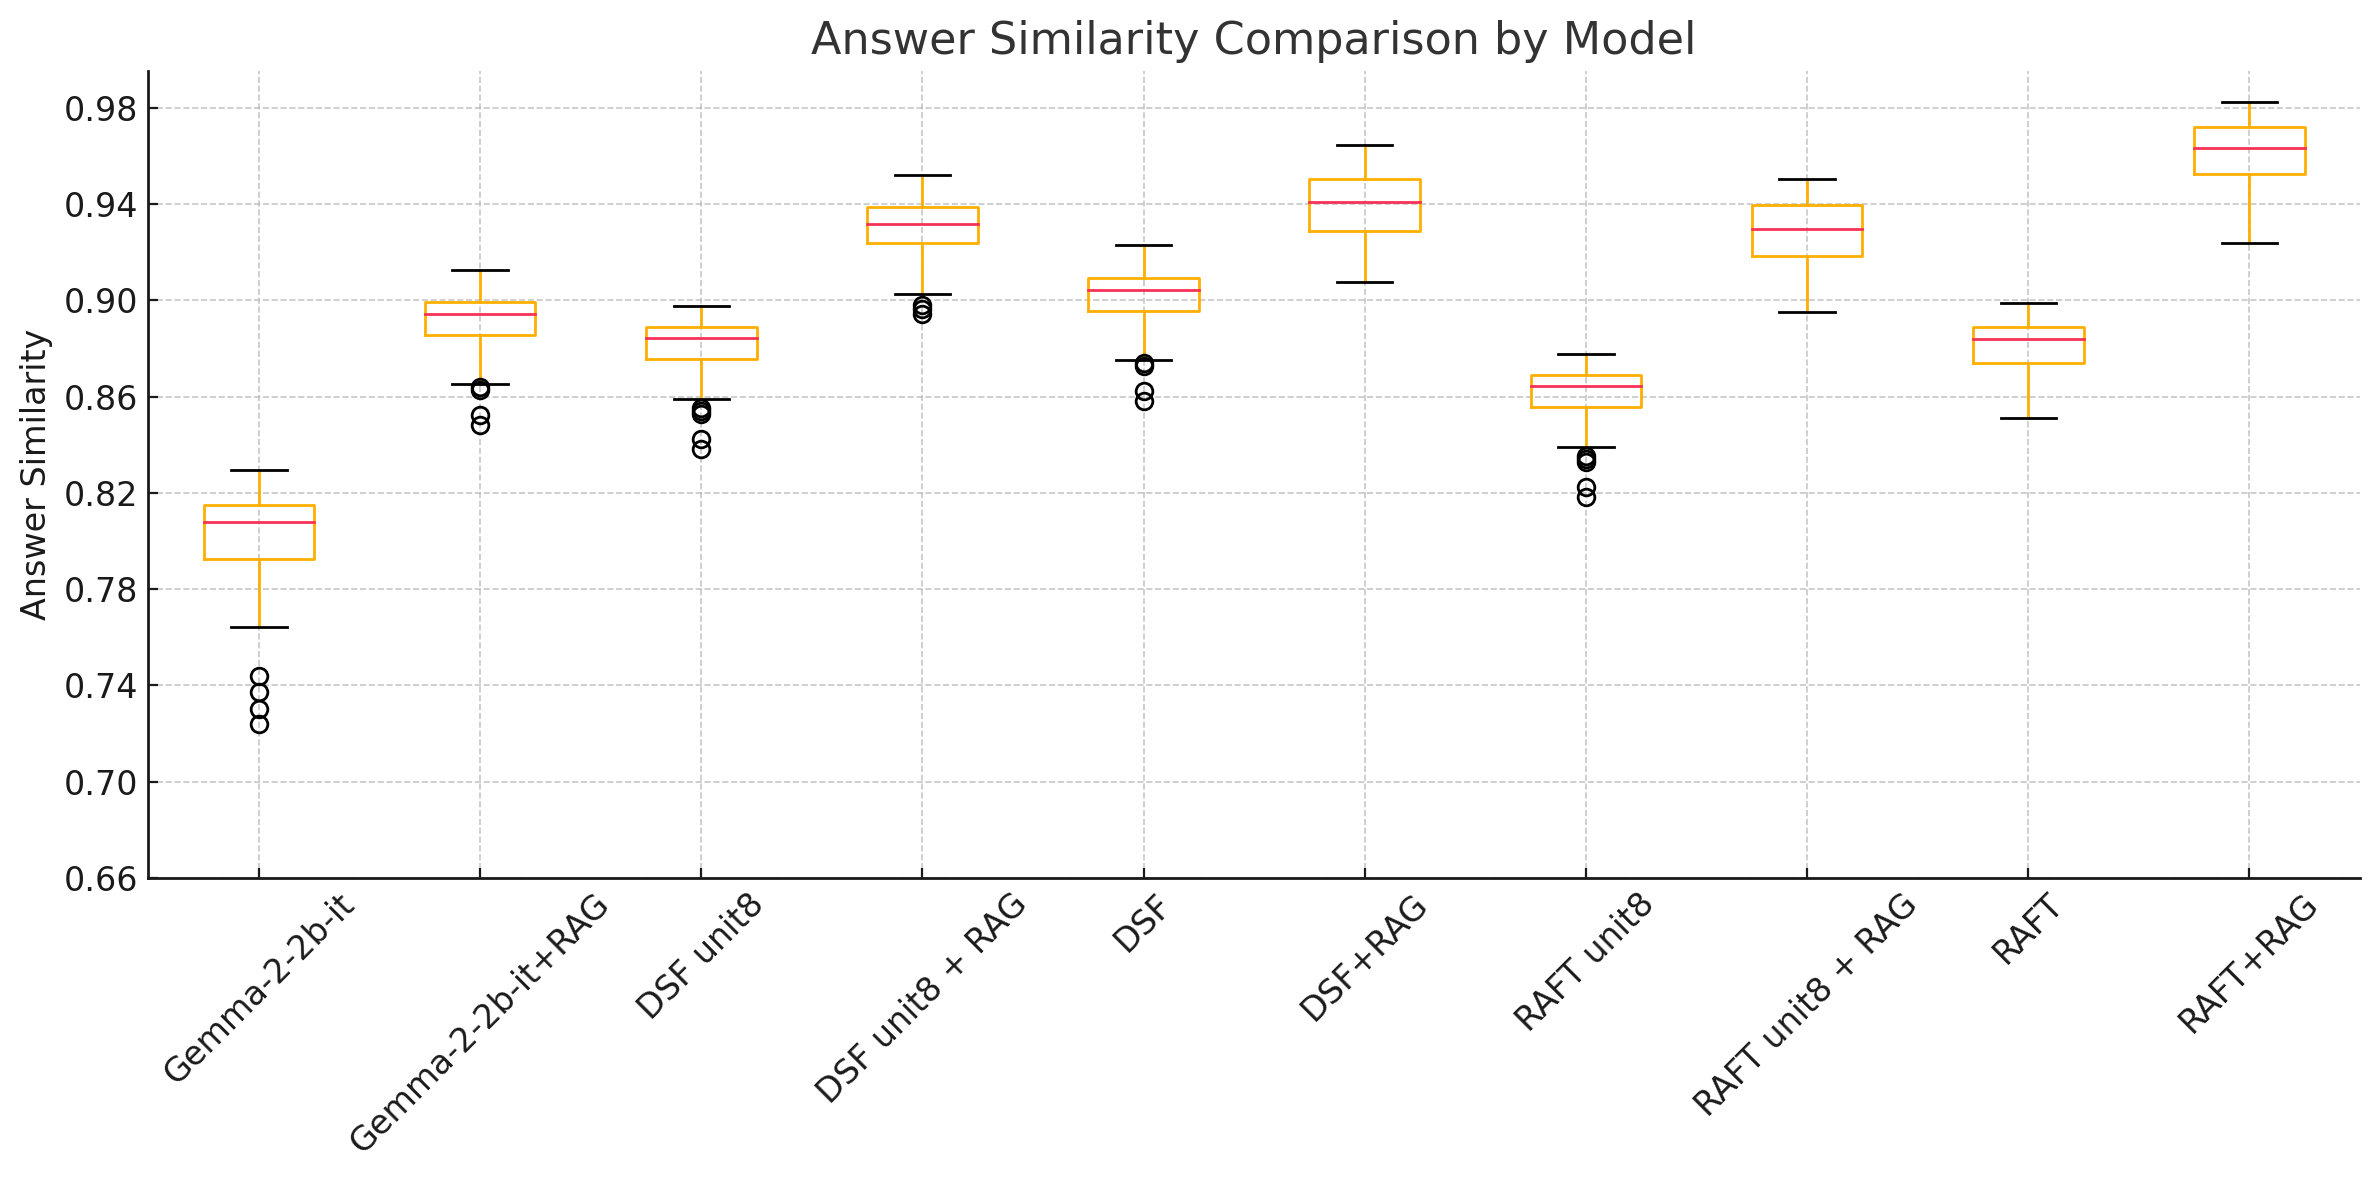 Answer Similarity Comparison by Model
Answer Similarity
0.98
0.94
0.90
0.86
0.82
0.78
0.74
0.70
0.66
Gemma-2-2b-it
Gemma-2-2b-it+RAG
DSF unit8
DSF unit8 + RAG
DSF
DSF+RAG
RAFT unit8
RAFT unit8 + RAG
RAFT
RAFT+RAG